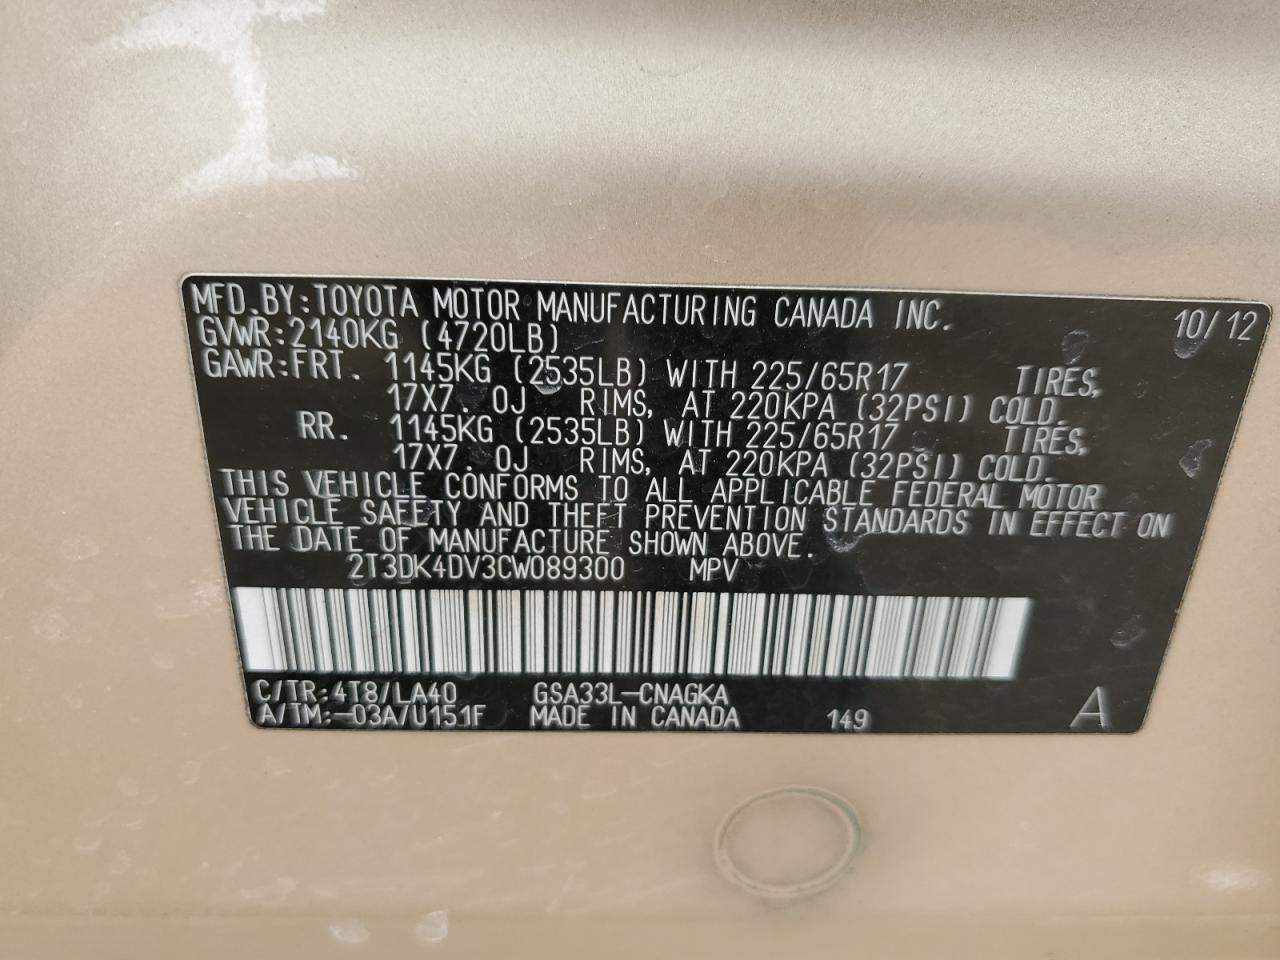 MFD.BY:TOYOTA MOTOR MANUFACTURING CANADA INC. 10/12
GVWR:2140KG (4720LB)
GAWR:FRT. 1145KG (2535LB) WITH 225/65R17 TIRES,
17X7.0J RIMS, AT 220KPA (32PSI) COLD.
RR. 1145KG (2535LB) WITH 225/65R17 TIRES,
17X7.0J RIMS, AT 220KPA (32PSI) COLD.
THIS VEHICLE CONFORMS TO ALL APPLICABLE FEDERAL MOTOR
VEHICLE SAFETY AND THEFT PREVENTION STANDARDS IN EFFECT ON
THE DATE OF MANUFACTURE SHOWN ABOVE.
2T3DK4DV3CW089300 MPV
C/TR:4T8/LA40 GSA33L-CNAGKA
A/TM:-03A/U151F MADE IN CANADA 149 A